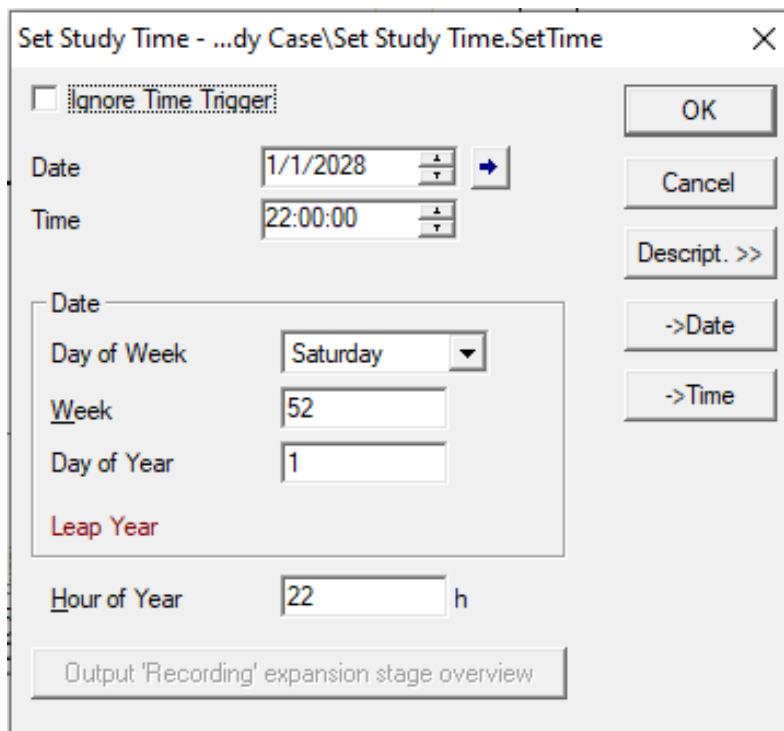 Set Study Time - ...dy Case\Set Study Time.SetTime
Ignore Time Trigger
OK
Date 1/1/2028
Cancel
Time 22:00:00
Descript. >>
Date
->Date
Day of Week Saturday
->Time
Week 52
Day of Year 1
Leap Year
Hour of Year 22 h
Output 'Recording' expansion stage overview